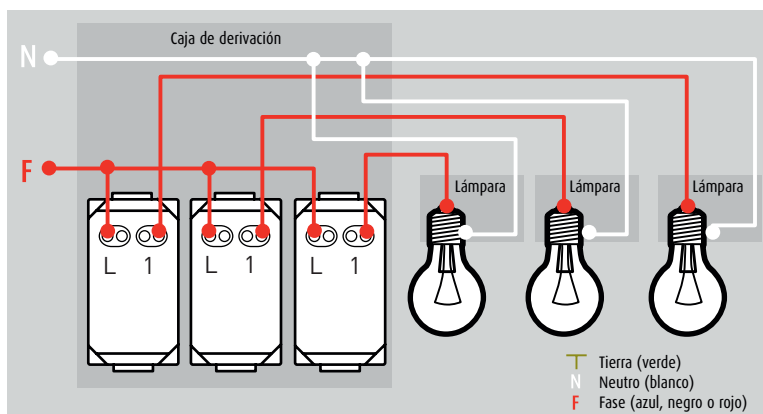 Caja de derivación
N
F
Lámpara Lámpara Lámpara
L 1 L 1 L 1
Tierra (verde)
N Neutro (blanco)
F Fase (azul, negro o rojo)